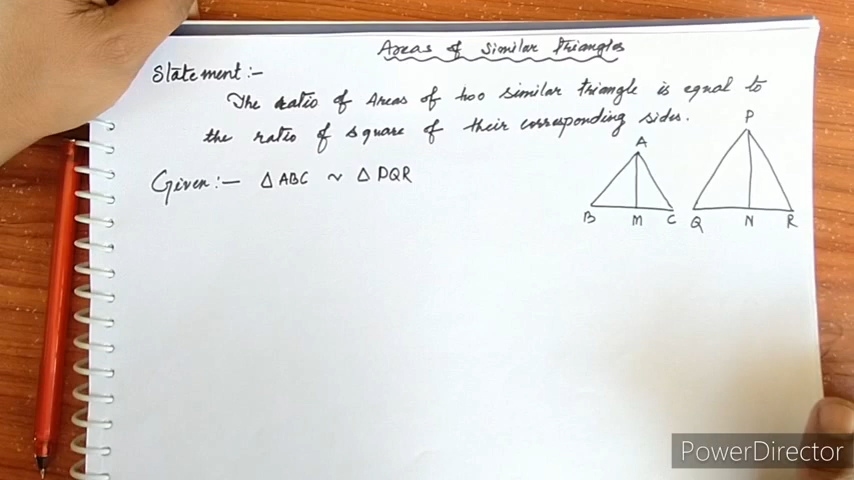 Areas of Similar triangles
Statement :-
The ratio of Areas of two similar triangle is equal to
the ratio of square of their corresponding sides.
Given :- △ABC ~ △PQR
A
B M C
P
Q N R
PowerDirector